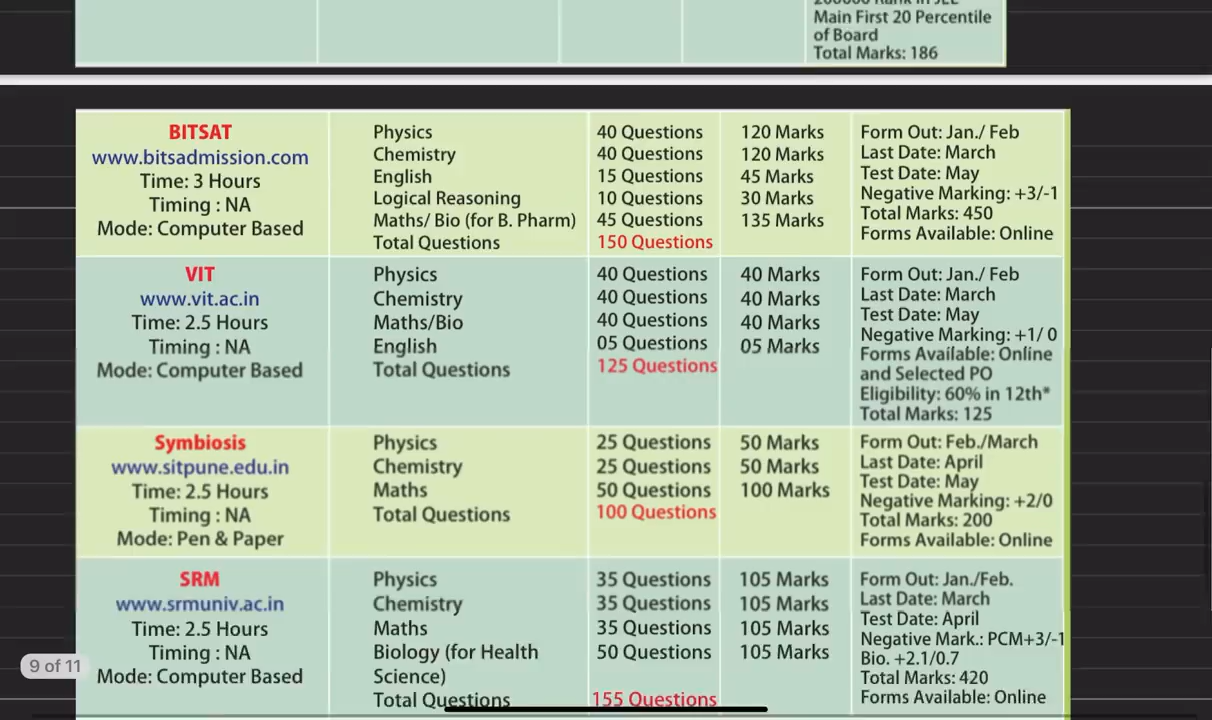 200000 Rank in JEE
Main First 20 Percentile
of Board
Total Marks: 186
BITSAT
www.bitsadmission.com
Time: 3 Hours
Timing : NA
Mode: Computer Based
Physics
Chemistry
English
Logical Reasoning
Maths/ Bio (for B. Pharm)
Total Questions
40 Questions
40 Questions
15 Questions
10 Questions
45 Questions
150 Questions
120 Marks
120 Marks
45 Marks
30 Marks
135 Marks
Form Out: Jan./ Feb
Last Date: March
Test Date: May
Negative Marking: +3/-1
Total Marks: 450
Forms Available: Online
VIT
www.vit.ac.in
Time: 2.5 Hours
Timing : NA
Mode: Computer Based
Physics
Chemistry
Maths/Bio
English
Total Questions
40 Questions
40 Questions
40 Questions
05 Questions
125 Questions
40 Marks
40 Marks
40 Marks
05 Marks
Form Out: Jan./ Feb
Last Date: March
Test Date: May
Negative Marking: +1/ 0
Forms Available: Online
and Selected PO
Eligibility: 60% in 12th*
Total Marks: 125
Symbiosis
www.sitpune.edu.in
Time: 2.5 Hours
Timing : NA
Mode: Pen & Paper
Physics
Chemistry
Maths
Total Questions
25 Questions
25 Questions
50 Questions
100 Questions
50 Marks
50 Marks
100 Marks
Form Out: Feb./March
Last Date: April
Test Date: May
Negative Marking: +2/0
Total Marks: 200
Forms Available: Online
SRM
www.srmuniv.ac.in
Time: 2.5 Hours
Timing : NA
Mode: Computer Based
Physics
Chemistry
Maths
Biology (for Health
Science)
Total Questions
35 Questions
35 Questions
35 Questions
50 Questions
155 Questions
105 Marks
105 Marks
105 Marks
105 Marks
Form Out: Jan./Feb.
Last Date: March
Test Date: April
Negative Mark.: PCM+3/-1
Bio. +2.1/0.7
Total Marks: 420
Forms Available: Online
9 of 11